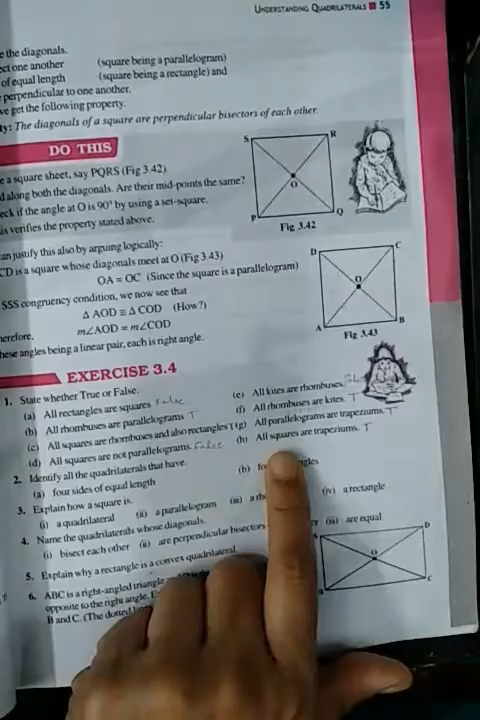 UNDERSTANDING QUADRILATERALS 55
e the diagonals.
ect one another (square being a parallelogram)
of equal length (square being a rectangle) and
perpendicular to one another.
we get the following property.
ty: The diagonals of a square are perpendicular bisectors of each other.
DO THIS
e a square sheet, say PQRS (Fig 3.42)
d along both the diagonals. Are their mid-points the same?
eck if the angle at O is 90° by using a set-square.
is verifies the property stated above.
S R
O
P Q
Fig 3.42
an justify this also by arguing logically:
CD is a square whose diagonals meet at O (Fig 3.43)
OA = OC (Since the square is a parallelogram)
SSS congruency condition, we now see that
Δ AOD ≅ Δ COD (How?)
herefore, m∠AOD = m∠COD
hese angles being a linear pair, each is right angle.
D C
O
A B
Fig 3.43
EXERCISE 3.4
1. State whether True or False.
(a) All rectangles are squares False
(b) All rhombuses are parallelograms T
(c) All squares are rhombuses and also rectangles T
(d) All squares are not parallelograms. False
(e) All kites are rhombuses.
(f) All rhombuses are kites. T
(g) All parallelograms are trapeziums. T
(h) All squares are trapeziums. T
2. Identify all the quadrilaterals that have.
(a) four sides of equal length (b)
3. Explain how a square is.
(i) a quadrilateral (ii) a parallelogram (iii) a rh (iv) a rectangle
4. Name the quadrilaterals whose diagonals.
(i) bisect each other (ii) are perpendicular bisectors (iii) are equal
5. Explain why a rectangle is a convex quadrilateral.
6. ABC is a right-angled triangle
opposite to the right angle.
B and C. (The dotted
D
O
C